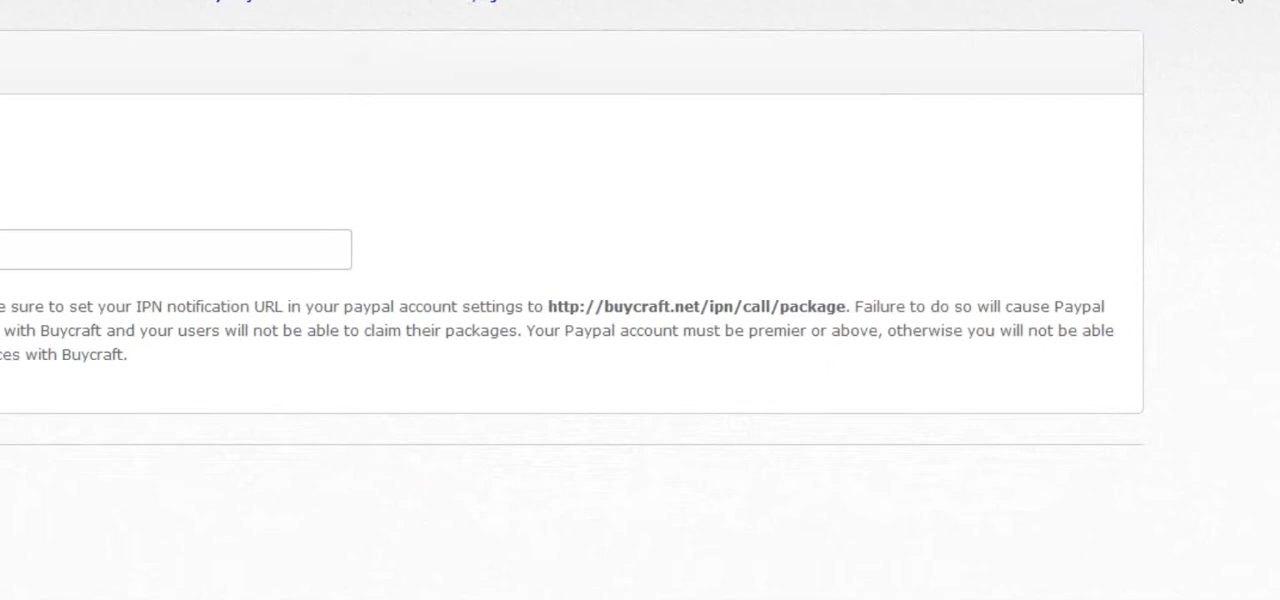 sure to set your IPN notification URL in your paypal account settings to http://buycraft.net/ipn/call/package. Failure to do so will cause Paypal
with Buycraft and your users will not be able to claim their packages. Your Paypal account must be premier or above, otherwise you will not be able
with Buycraft.